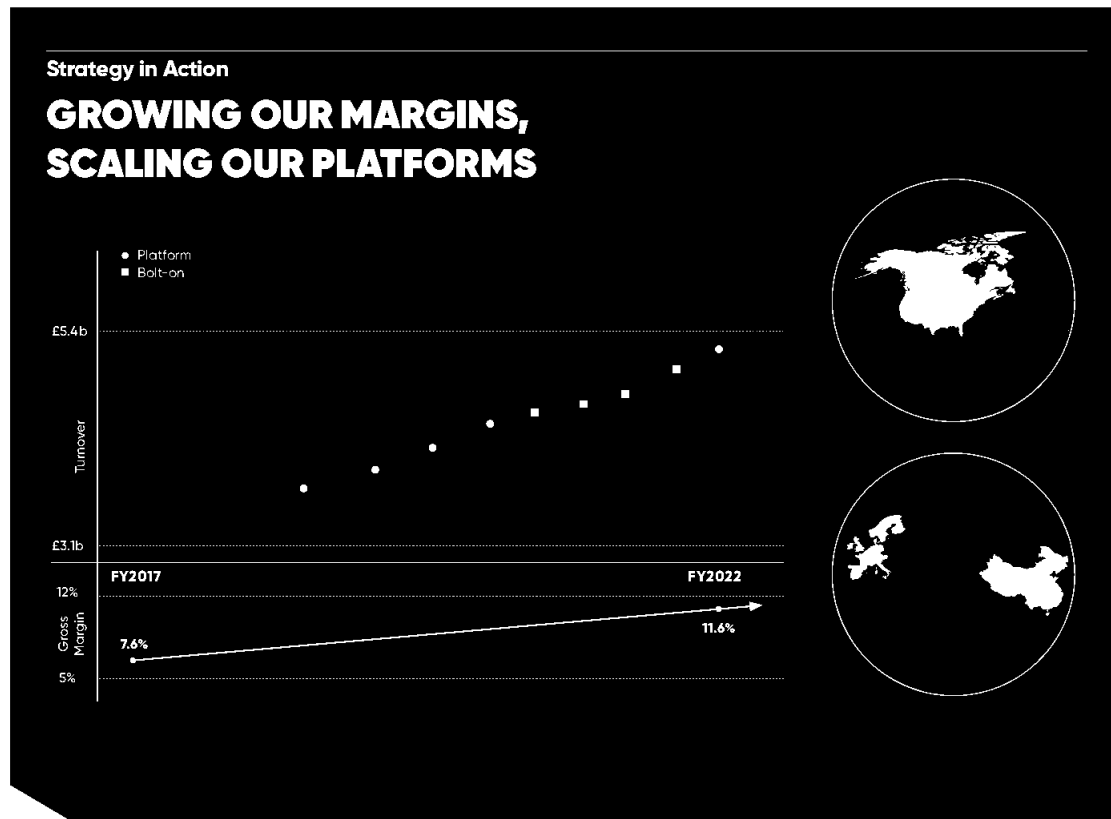 Strategy in Action
GROWING OUR MARGINS,
SCALING OUR PLATFORMS
Platform
Bolt-on
£5.4b
Turnover
£3.1b
FY2017
FY2022
12%
Gross
Margin
7.6%
11.6%
5%